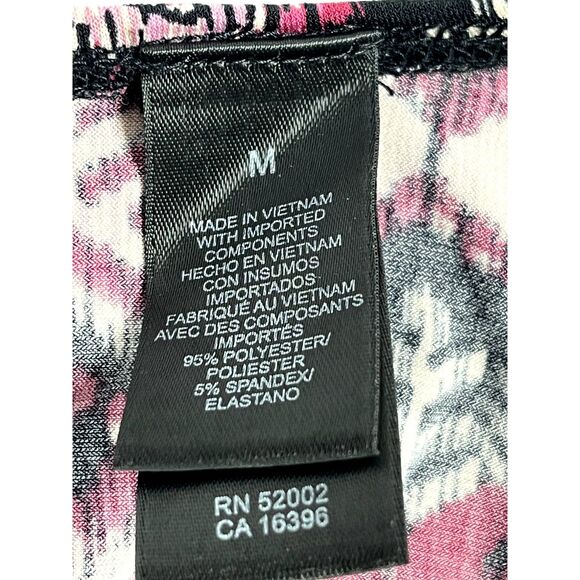 M
MADE IN VIETNAM
WITH IMPORTED
COMPONENTS
HECHO EN VIETNAM
CON INSUMOS
IMPORTADOS
FABRIQUÉ AU VIETNAM
AVEC DES COMPOSANTS
IMPORTÉS
95% POLYESTER/
POLIESTER
5% SPANDEX/
ELASTANO
RN 52002
CA 16396